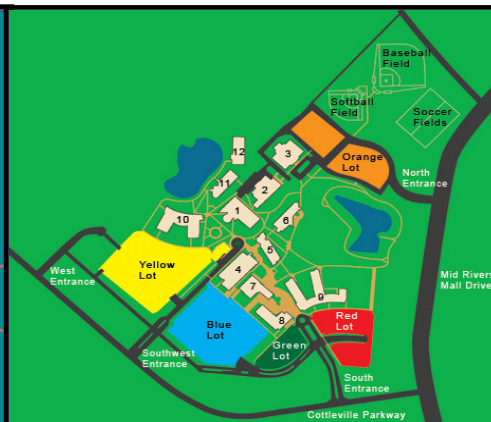 Baseball
Field
Softball
Field
Soccer
Fields
Orange
Lot
North
Entrance
12
3
11
2
1
10
6
5
4
7
9
8
Yellow
Lot
West
Entrance
Mid Rivers
Mall Drive
Blue
Lot
Red
Lot
Green
Lot
Southwest
Entrance
South
Entrance
Cottleville Parkway